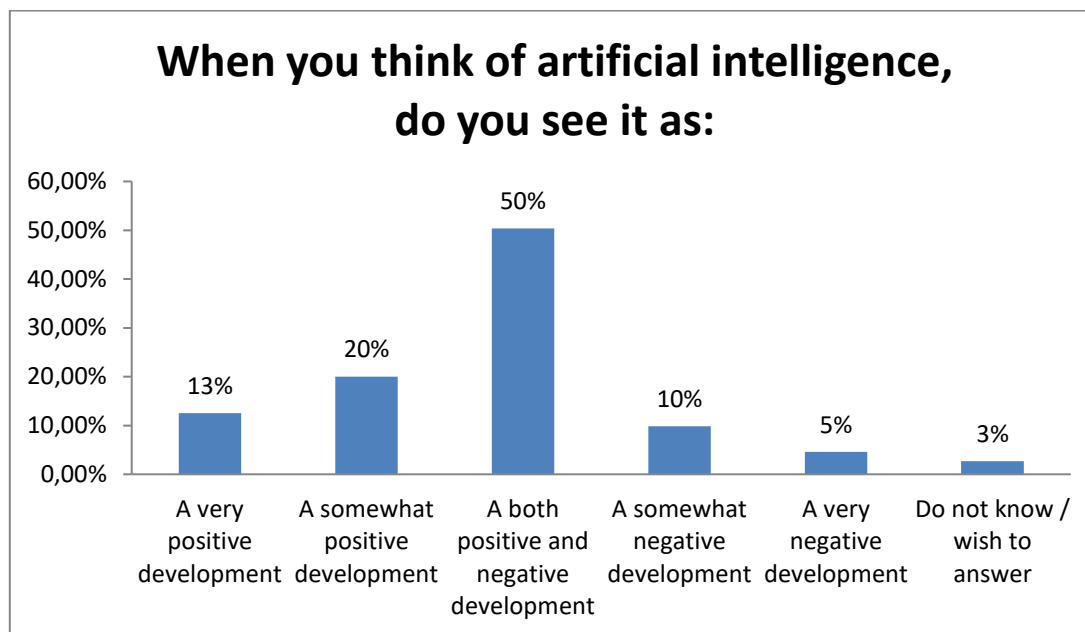 When you think of artificial intelligence,
do you see it as:
60,00%
50,00%
40,00%
30,00%
20,00%
10,00%
0,00%
13%
20%
50%
10%
5%
3%
A very
positive
development
A somewhat
positive
development
A both
positive and
negative
development
A somewhat
negative
development
A very
negative
development
Do not know /
wish to
answer